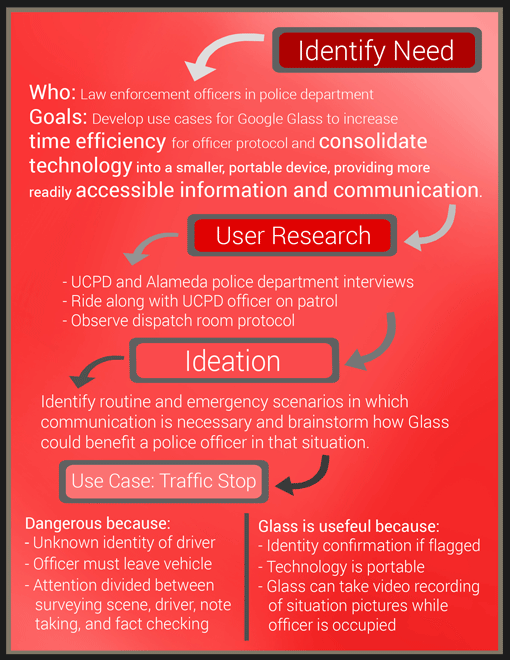 Identify Need
Who: Law enforcement officers in police department
Goals: Develop use cases for Google Glass to increase
time efficiency for officer protocol and consolidate
technology into a smaller, portable device, providing more
readily accessible information and communication.
User Research
- UCPD and Alameda police department interviews
- Ride along with UCPD officer on patrol
- Observe dispatch room protocol
Ideation
Identify routine and emergency scenarios in which
communication is necessary and brainstorm how Glass
could benefit a police officer in that situation.
Use Case: Traffic Stop
Dangerous because:
- Unknown identity of driver
- Officer must leave vehicle
- Attention divided between
surveying scene, driver, note
taking, and fact checking
Glass is usefeul because:
- Identity confirmation if flagged
- Technology is portable
- Glass can take video recording
of situation pictures while
officer is occupied